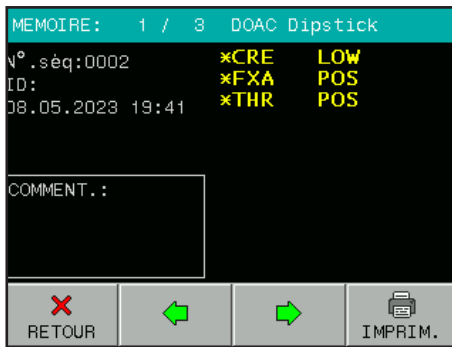 MEMOIRE: 1 / 3 DOAC Dipstick
N°.sèq:0002
ID:
08.05.2023 19:41
*CRE LOW
*FXA POS
*THR POS
COMMENT.:
RETOUR
IMPRIM.